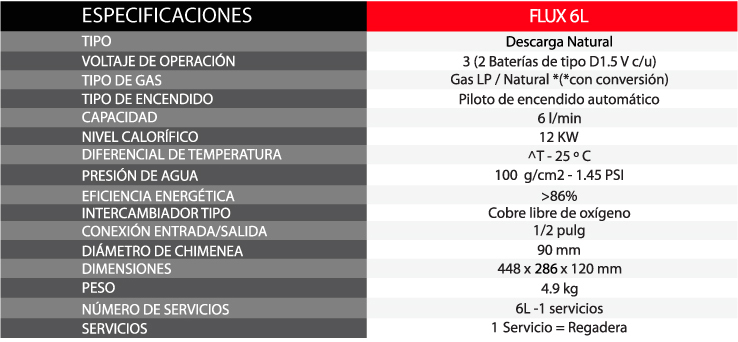 ESPECIFICACIONES FLUX 6L
TIPO Descarga Natural
VOLTAJE DE OPERACIÓN 3 (2 Baterías de tipo D1.5 V c/u)
TIPO DE GAS Gas LP / Natural *(*con conversión)
TIPO DE ENCENDIDO Piloto de encendido automático
CAPACIDAD 6 l/min
NIVEL CALORÍFICO 12 KW
DIFERENCIAL DE TEMPERATURA ^T - 25 º C
PRESIÓN DE AGUA 100 g/cm2 - 1.45 PSI
EFICIENCIA ENERGÉTICA >86%
INTERCAMBIADOR TIPO Cobre libre de oxígeno
CONEXIÓN ENTRADA/SALIDA 1/2 pulg
DIÁMETRO DE CHIMENEA 90 mm
DIMENSIONES 448 x 286 x 120 mm
PESO 4.9 kg
NÚMERO DE SERVICIOS 6L -1 servicios
SERVICIOS 1 Servicio = Regadera